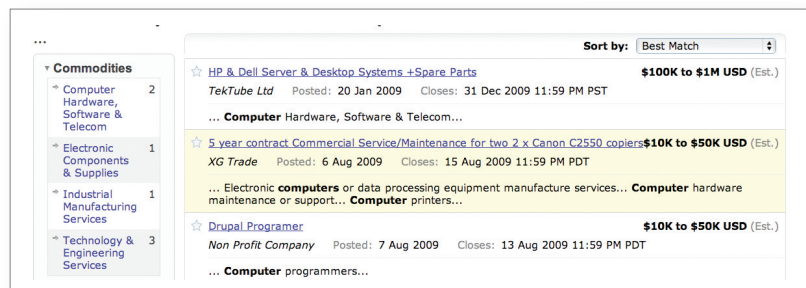 ...
Sort by: Best Match
Commodities
Computer 2
Hardware,
Software &
Telecom
Electronic 1
Components
& Supplies
Industrial 1
Manufacturing
Services
Technology & 3
Engineering
Services
HP & Dell Server & Desktop Systems +Spare Parts $100K to $1M USD (Est.)
TekTube Ltd Posted: 20 Jan 2009 Closes: 31 Dec 2009 11:59 PM PST
... Computer Hardware, Software & Telecom...
5 year contract Commercial Service/Maintenance for two 2 x Canon C2550 copiers $10K to $50K USD (Est.)
XG Trade Posted: 6 Aug 2009 Closes: 15 Aug 2009 11:59 PM PDT
... Electronic computers or data processing equipment manufacture services... Computer hardware
maintenance or support... Computer printers...
Drupal Programer $10K to $50K USD (Est.)
Non Profit Company Posted: 7 Aug 2009 Closes: 13 Aug 2009 11:59 PM PDT
... Computer programmers...